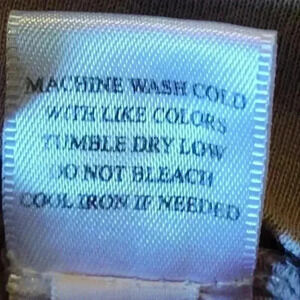 MACHINE WASH COLD
WITH LIKE COLORS
TUMBLE DRY LOW
DO NOT BLEACH
COOL IRON IF NEEDED